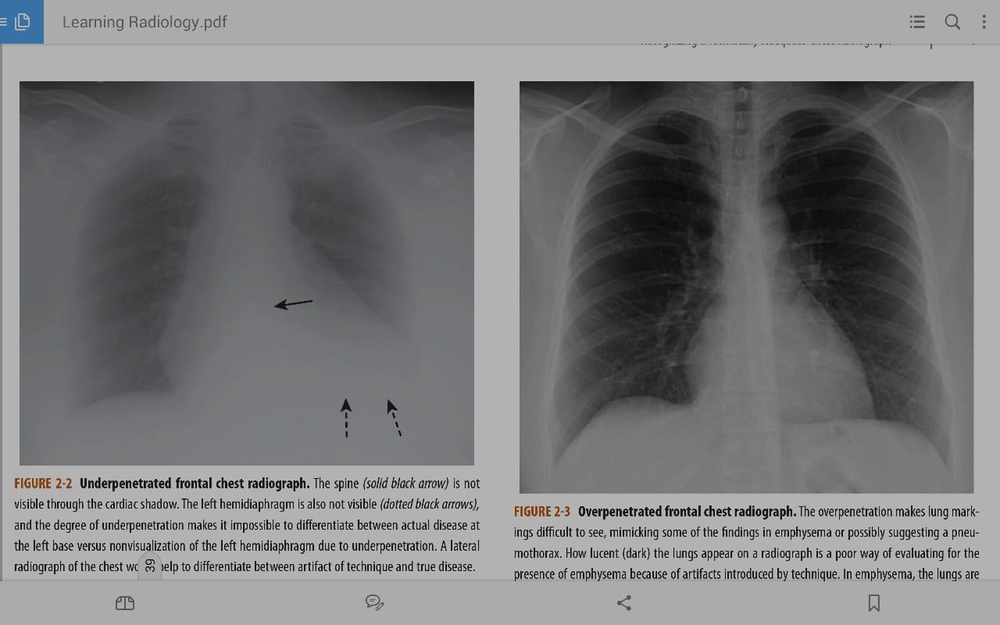 Learning Radiology.pdf
FIGURE 2-2 Underpenetrated frontal chest radiograph. The spine (solid black arrow) is not
visible through the cardiac shadow. The left hemidiaphragm is also not visible (dotted black arrows),
and the degree of underpenetration makes it impossible to differentiate between actual disease at
the left base versus nonvisualization of the left hemidiaphragm due to underpenetration. A lateral
radiograph of the chest help to differentiate between artifact of technique and true disease.
39
FIGURE 2-3 Overpenetrated frontal chest radiograph. The overpenetration makes lung mark-
ings difficult to see, mimicking some of the findings in emphysema or possibly suggesting a pneu-
mothorax. How lucent (dark) the lungs appear on a radiograph is a poor way of evaluating for the
presence of emphysema because of artifacts introduced by technique. In emphysema, the lungs are